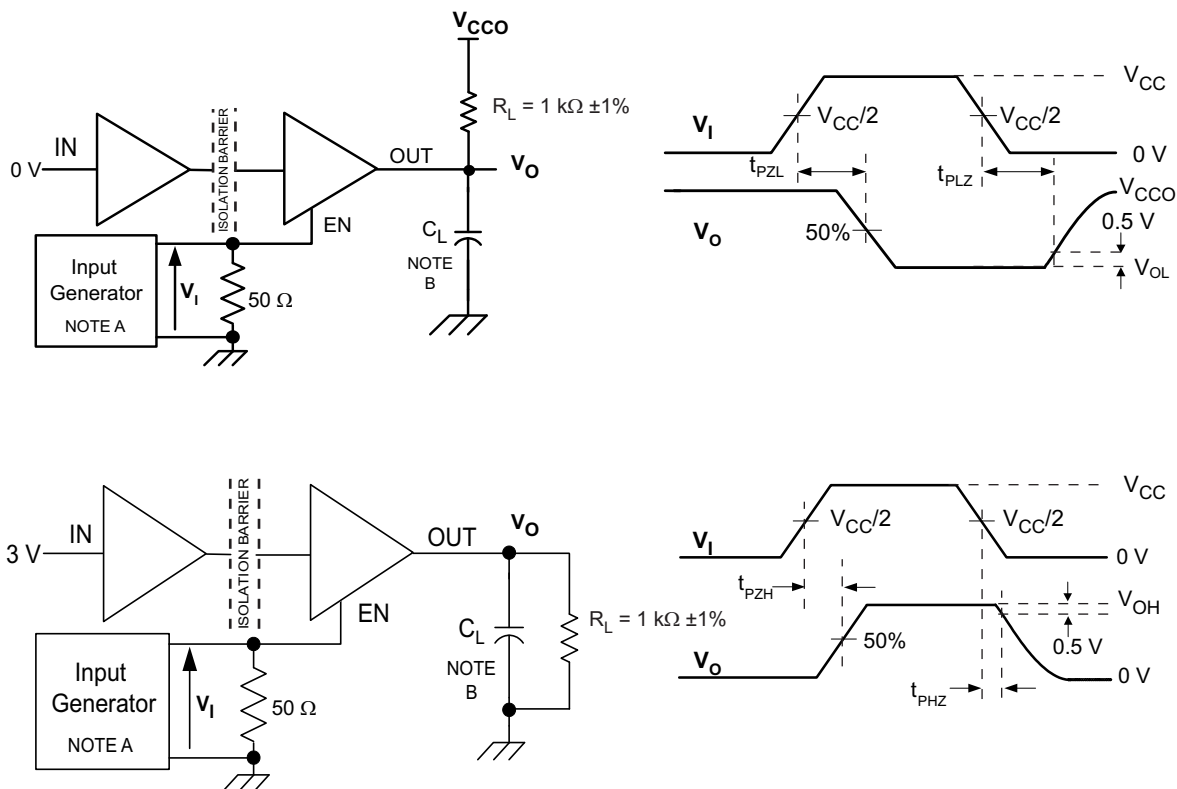 V_CCO
R_L = 1 kΩ ±1%
IN
0 V
ISOLATION BARRIER
OUT
V_O
EN
C_L
NOTE
B
Input
Generator
NOTE A
V_I
50 Ω
V_CC
V_I
V_CC/2
V_CC/2
0 V
t_PZL
t_PLZ
V_CCO
0.5 V
V_O
50%
V_OL
IN
3 V
ISOLATION BARRIER
OUT
V_O
EN
C_L
NOTE
B
R_L = 1 kΩ ±1%
Input
Generator
NOTE A
V_I
50 Ω
V_CC
V_I
V_CC/2
V_CC/2
0 V
t_PZH
V_OH
0.5 V
V_O
50%
0 V
t_PHZ